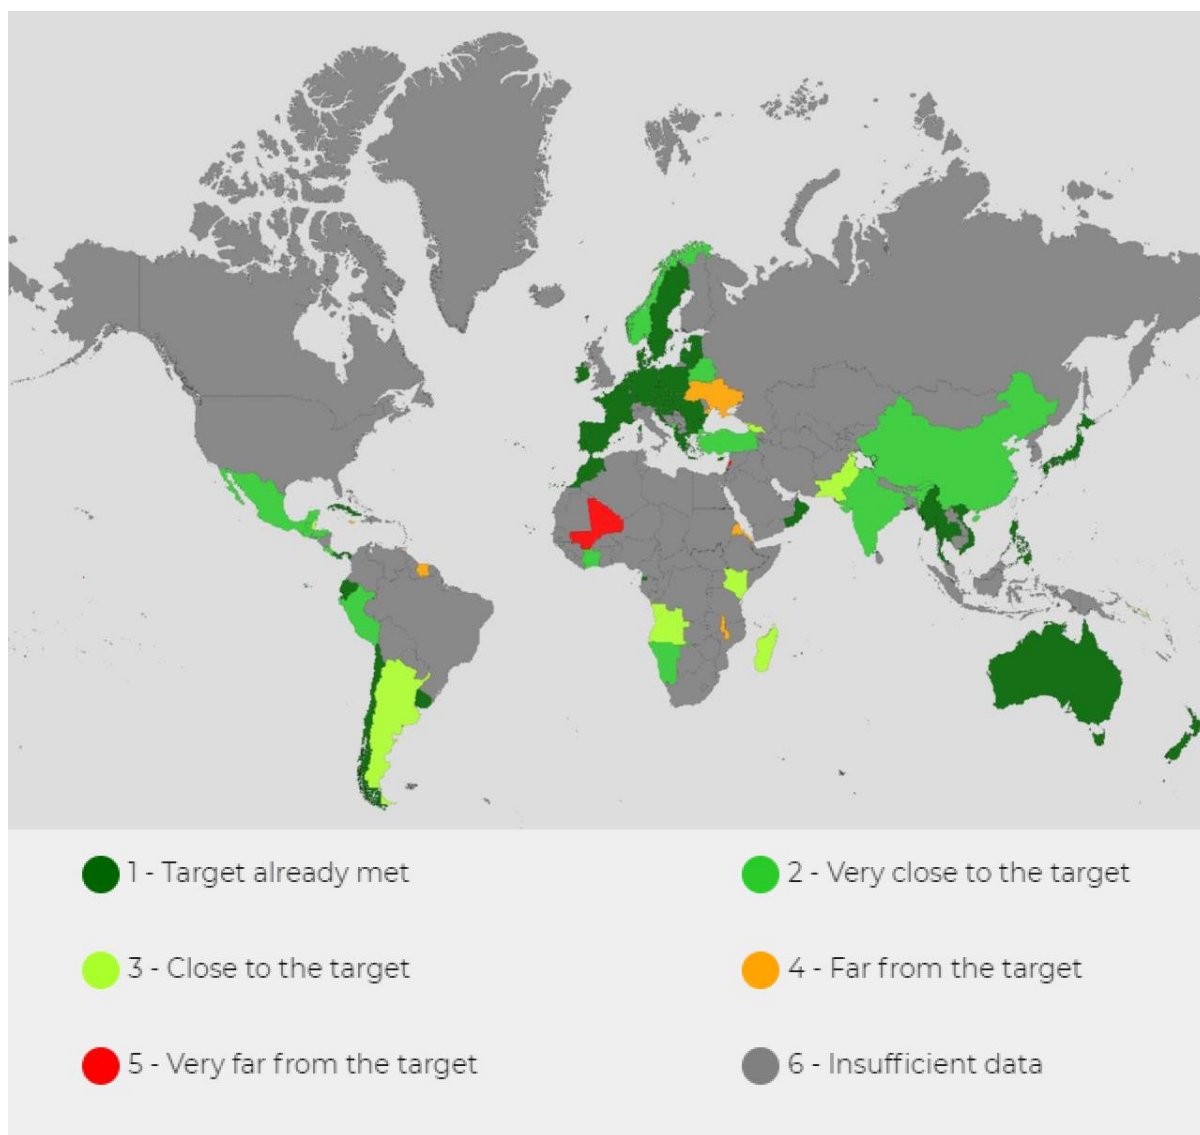 1 - Target already met
2 - Very close to the target
3 - Close to the target
4 - Far from the target
5 - Very far from the target
6 - Insufficient data